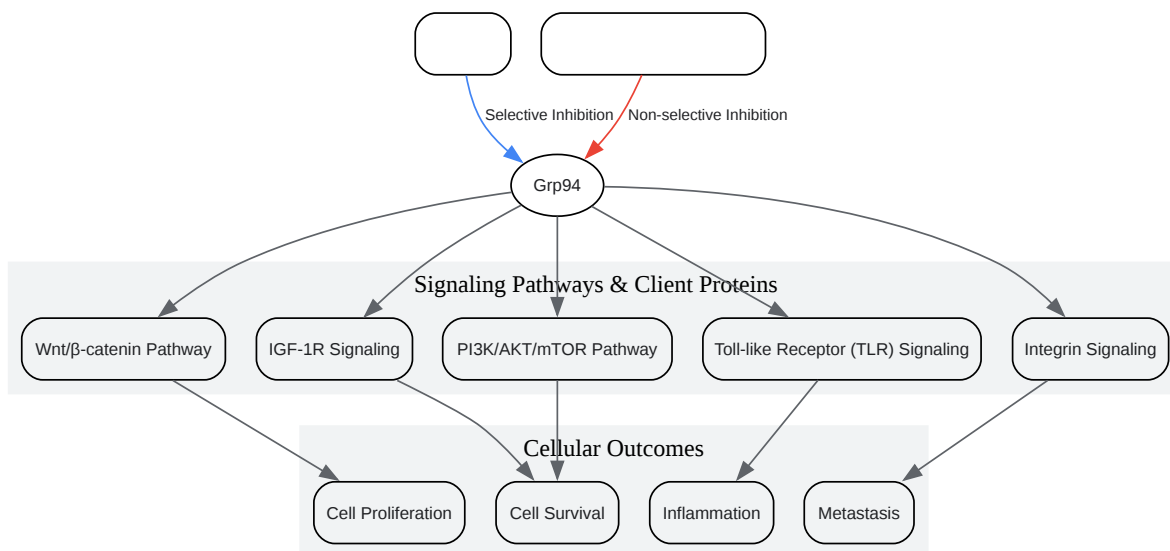 Selective Inhibition
Non-selective Inhibition
Grp94
Signaling Pathways & Client Proteins
Wnt/β-catenin Pathway
IGF-1R Signaling
PI3K/AKT/mTOR Pathway
Toll-like Receptor (TLR) Signaling
Integrin Signaling
Cellular Outcomes
Cell Proliferation
Cell Survival
Inflammation
Metastasis